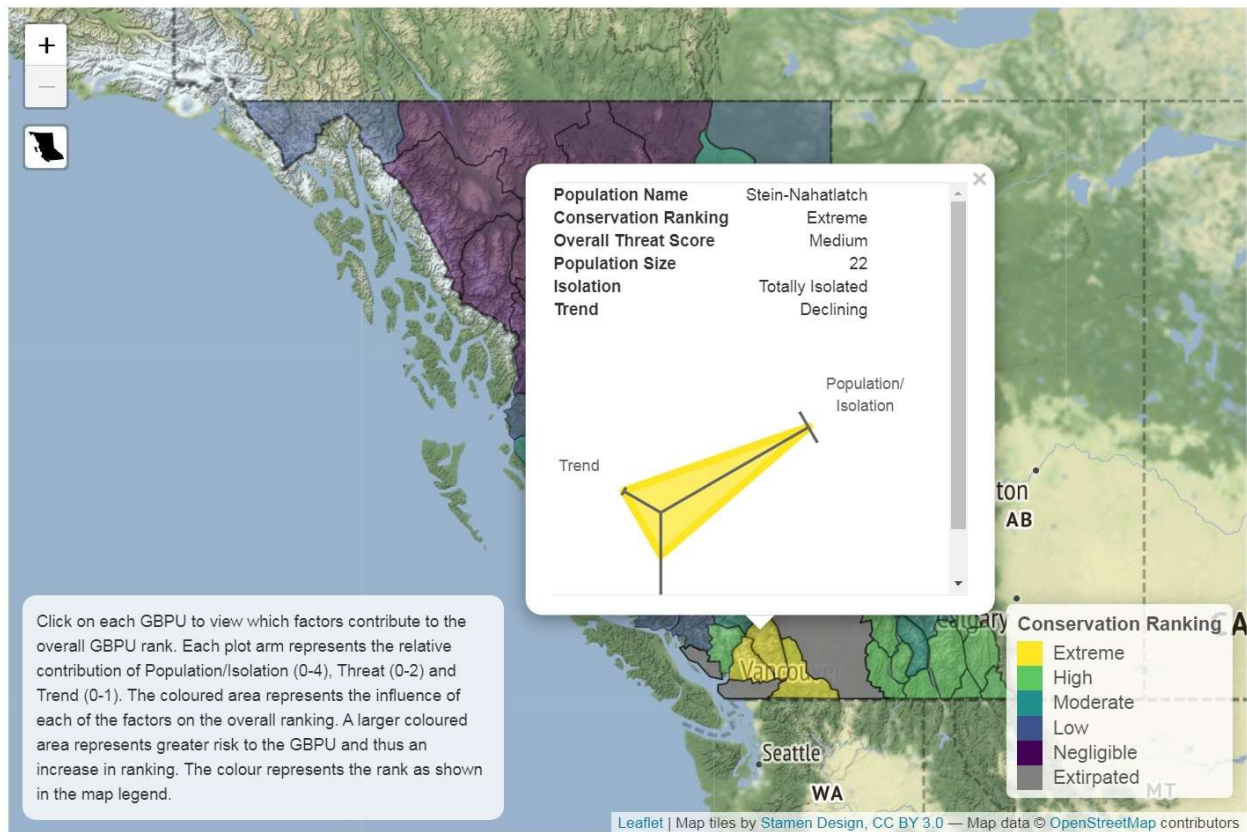 +
−
×
Population Name Stein-Nahatlatch
Conservation Ranking Extreme
Overall Threat Score Medium
Population Size 22
Isolation Totally Isolated
Trend Declining
Population/
Isolation
Trend
ton
AB
Click on each GBPU to view which factors contribute to the
overall GBPU rank. Each plot arm represents the relative
contribution of Population/Isolation (0-4), Threat (0-2) and
Trend (0-1). The coloured area represents the influence of
each of the factors on the overall ranking. A larger coloured
area represents greater risk to the GBPU and thus an
increase in ranking. The colour represents the rank as shown
in the map legend.
Calgary
CA
Conservation Ranking
Extreme
High
Moderate
Low
Negligible
Extirpated
Vancouver
Seattle
WA
MT
Leaflet | Map tiles by Stamen Design, CC BY 3.0 — Map data © OpenStreetMap contributors